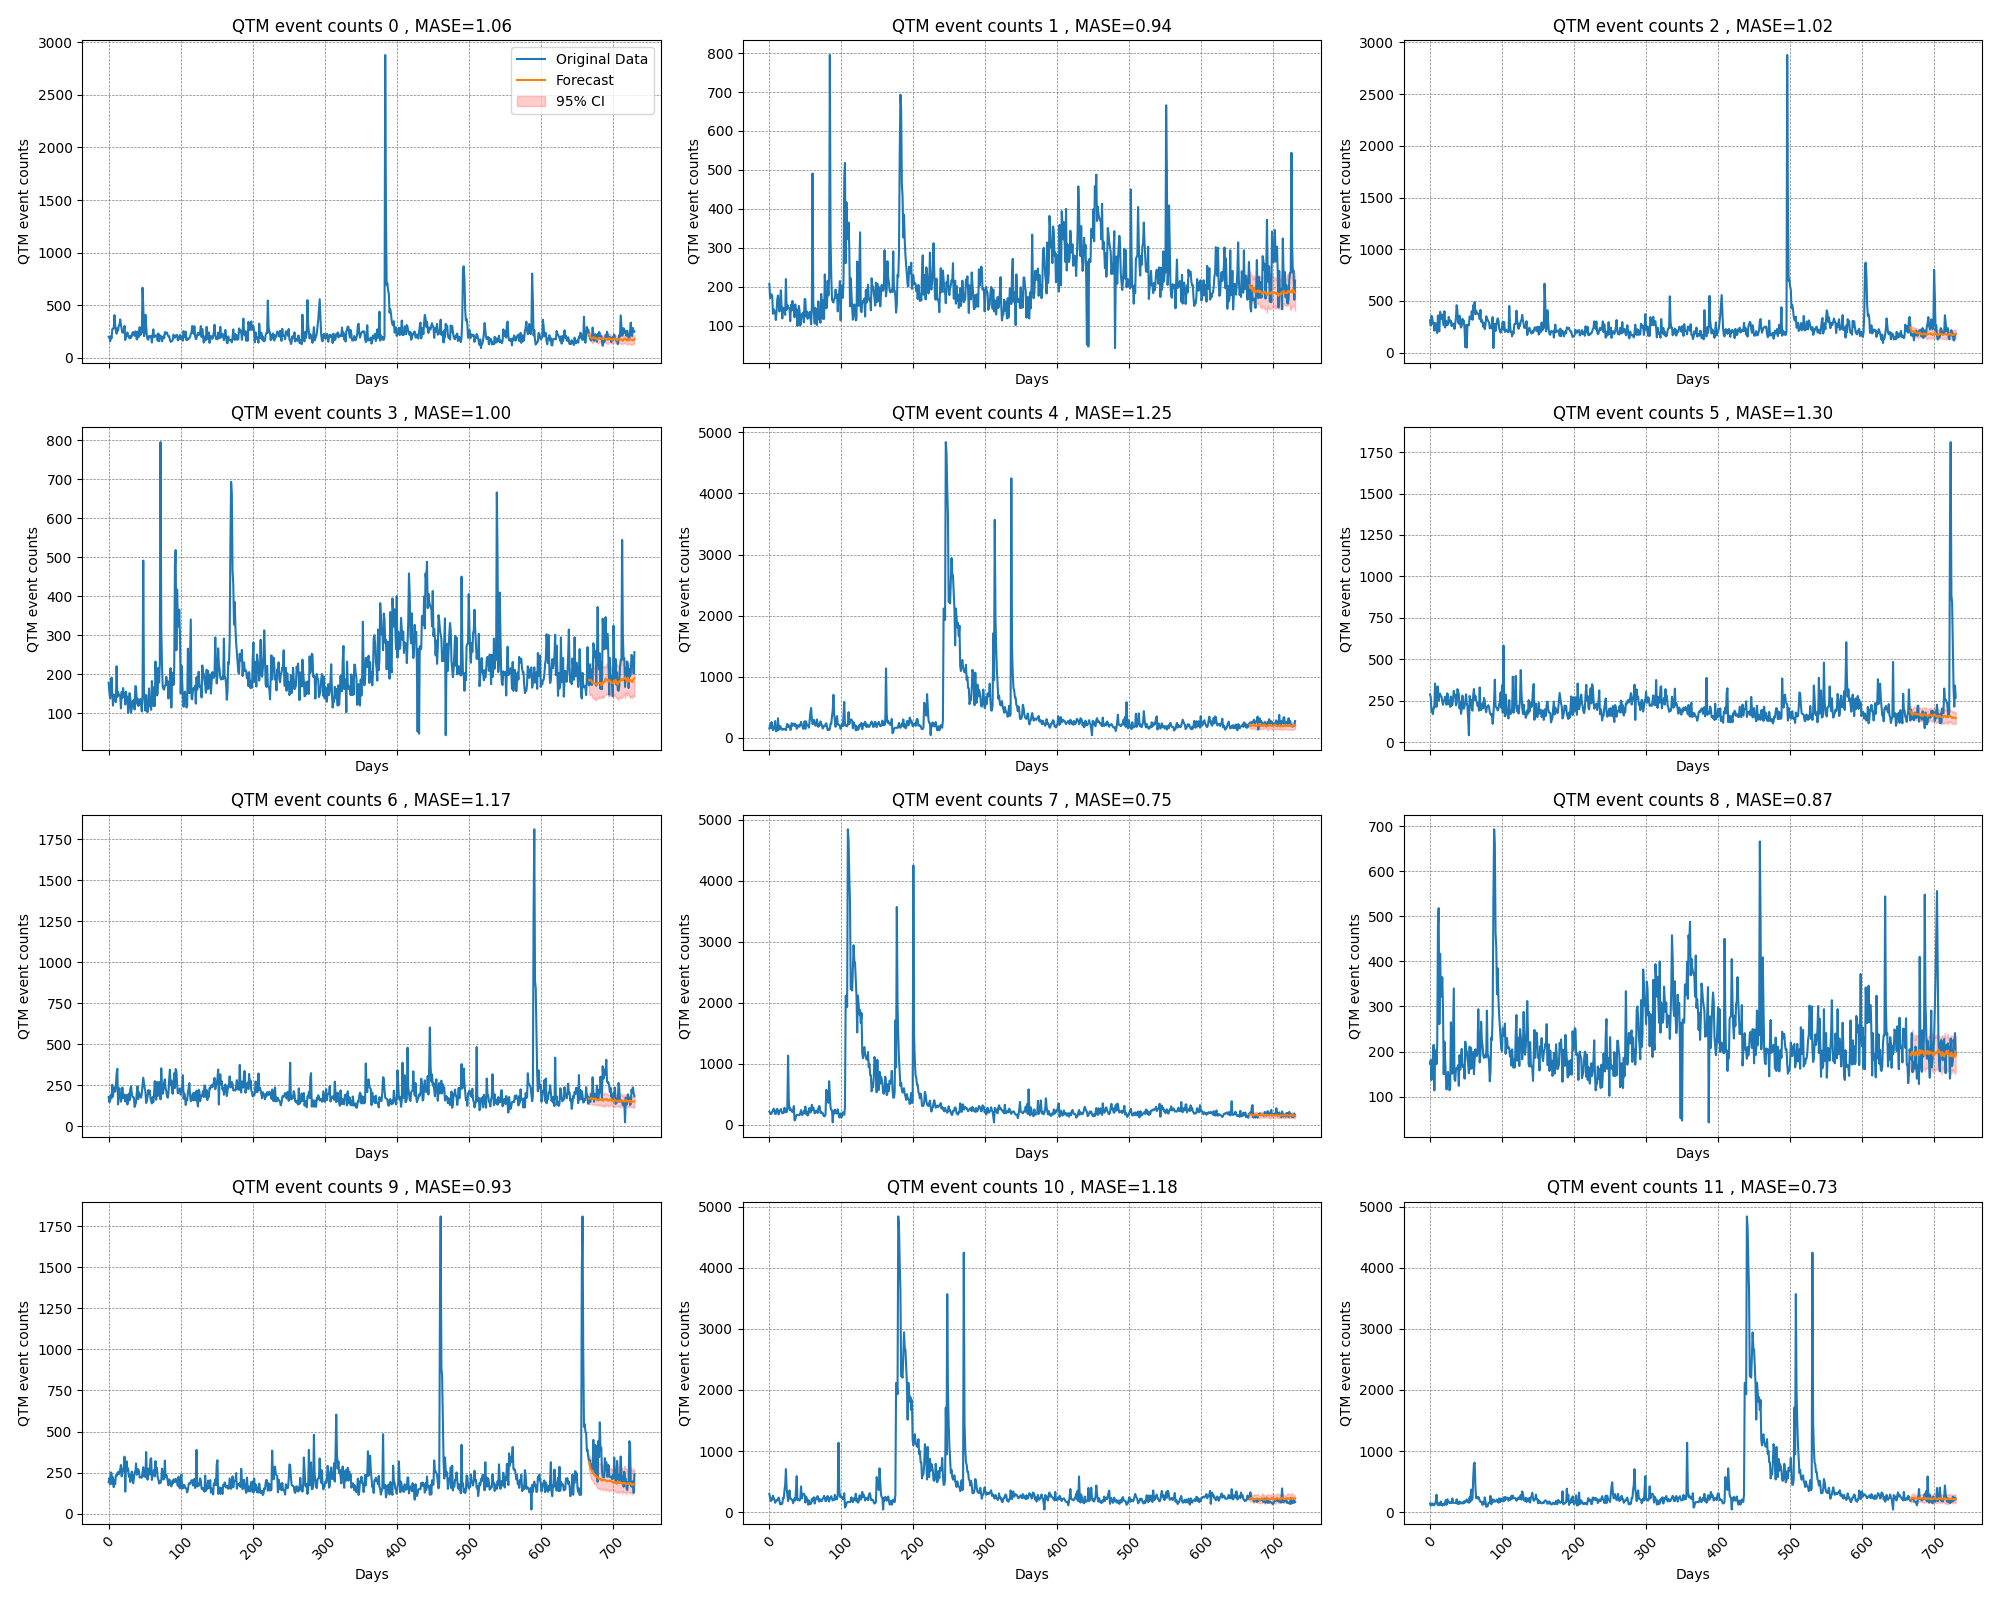 QTM event counts 0 , MASE=1.06
QTM event counts 1 , MASE=0.94
QTM event counts 2 , MASE=1.02
3000
2500
2000
1500
1000
500
0
QTM event counts
Original Data
Forecast
95% CI
Days
800
700
600
500
400
300
200
100
QTM event counts
Days
3000
2500
2000
1500
1000
500
0
QTM event counts
Days
QTM event counts 3 , MASE=1.00
QTM event counts 4 , MASE=1.25
QTM event counts 5 , MASE=1.30
800
700
600
500
400
300
200
100
QTM event counts
Days
5000
4000
3000
2000
1000
0
QTM event counts
Days
1750
1500
1250
1000
750
500
250
0
QTM event counts
Days
QTM event counts 6 , MASE=1.17
QTM event counts 7 , MASE=0.75
QTM event counts 8 , MASE=0.87
1750
1500
1250
1000
750
500
250
0
QTM event counts
Days
5000
4000
3000
2000
1000
0
QTM event counts
Days
700
600
500
400
300
200
100
QTM event counts
Days
QTM event counts 9 , MASE=0.93
QTM event counts 10 , MASE=1.18
QTM event counts 11 , MASE=0.73
1750
1500
1250
1000
750
500
250
0
QTM event counts
0 100 200 300 400 500 600 700
Days
5000
4000
3000
2000
1000
0
QTM event counts
0 100 200 300 400 500 600 700
Days
5000
4000
3000
2000
1000
0
QTM event counts
0 100 200 300 400 500 600 700
Days